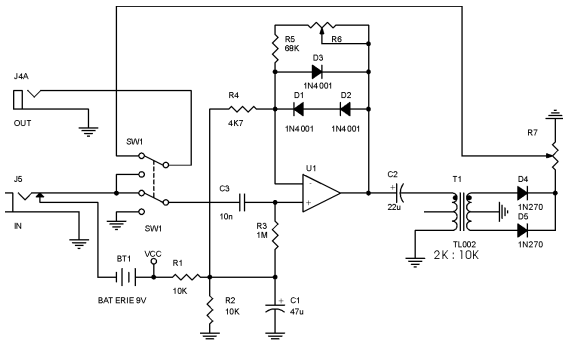 R5
68K
R6
D3
1N4001
J4A
OUT
R4
4K7
D1
1N4001
D2
1N4001
SW1
R7
U1
J5
IN
C3
10n
-
+
C2
+
22u
T1
D4
1N270
D5
1N270
SW1
R3
1M
TL002
2K : 10K
VCC
BT1
BATERIE 9V
R1
10K
R2
10K
+
C1
47u